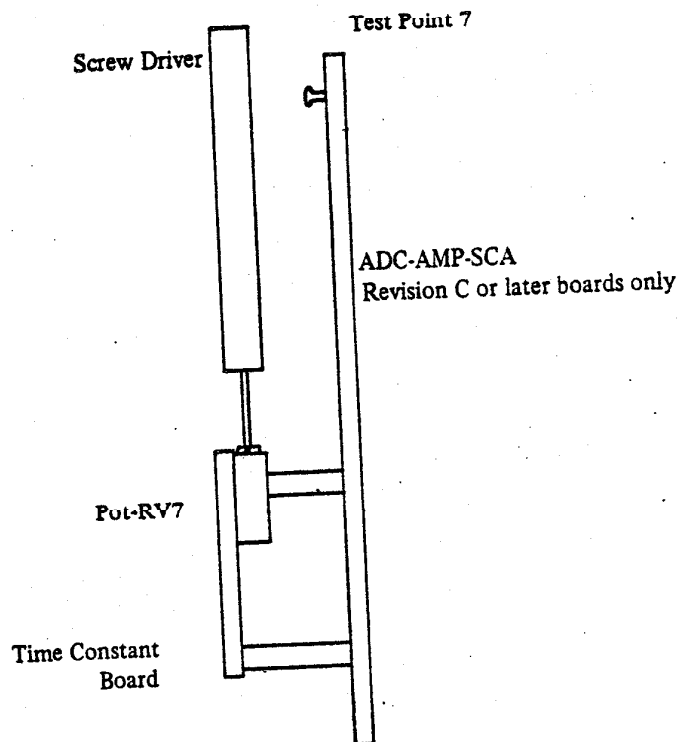 Test Point 7
Screw Driver
ADC-AMP-SCA
Revision C or later boards only
Pot-RV7
Time Constant
Board